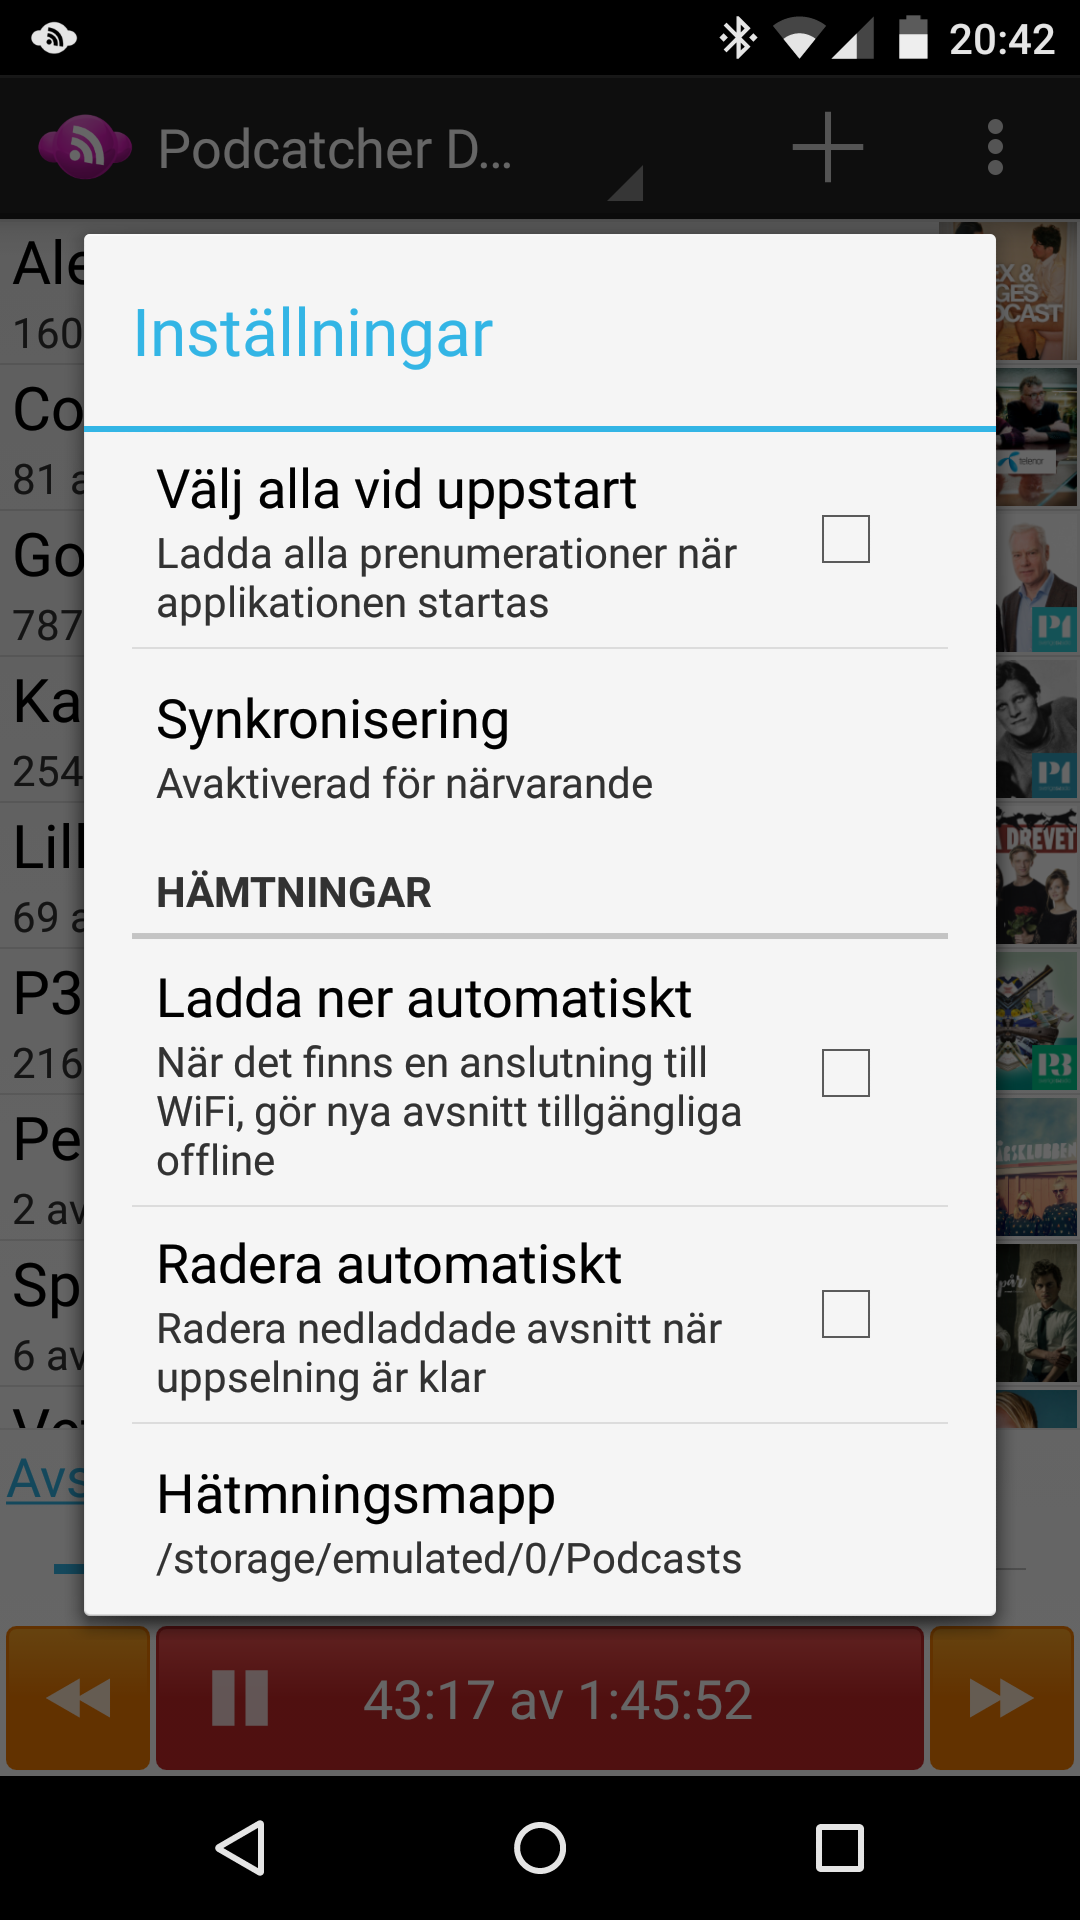 20:42
Podcatcher D...
Ale
160
Co
81 a
Go
787
Ka
254
Lill
69 a
P3
216
Pe
2 av
Sp
6 av
Avs
EX &
GES
DCAST
telenor
P1
P1
DREVET
P3
Inställningar
Välj alla vid uppstart
Ladda alla prenumerationer när
applikationen startas
Synkronisering
Avaktiverad för närvarande
HÄMTNINGAR
Ladda ner automatiskt
När det finns en anslutning till
WiFi, gör nya avsnitt tillgängliga
offline
Radera automatiskt
Radera nedladdade avsnitt när
uppselning är klar
Hätmningsmapp
/storage/emulated/0/Podcasts
43:17 av 1:45:52